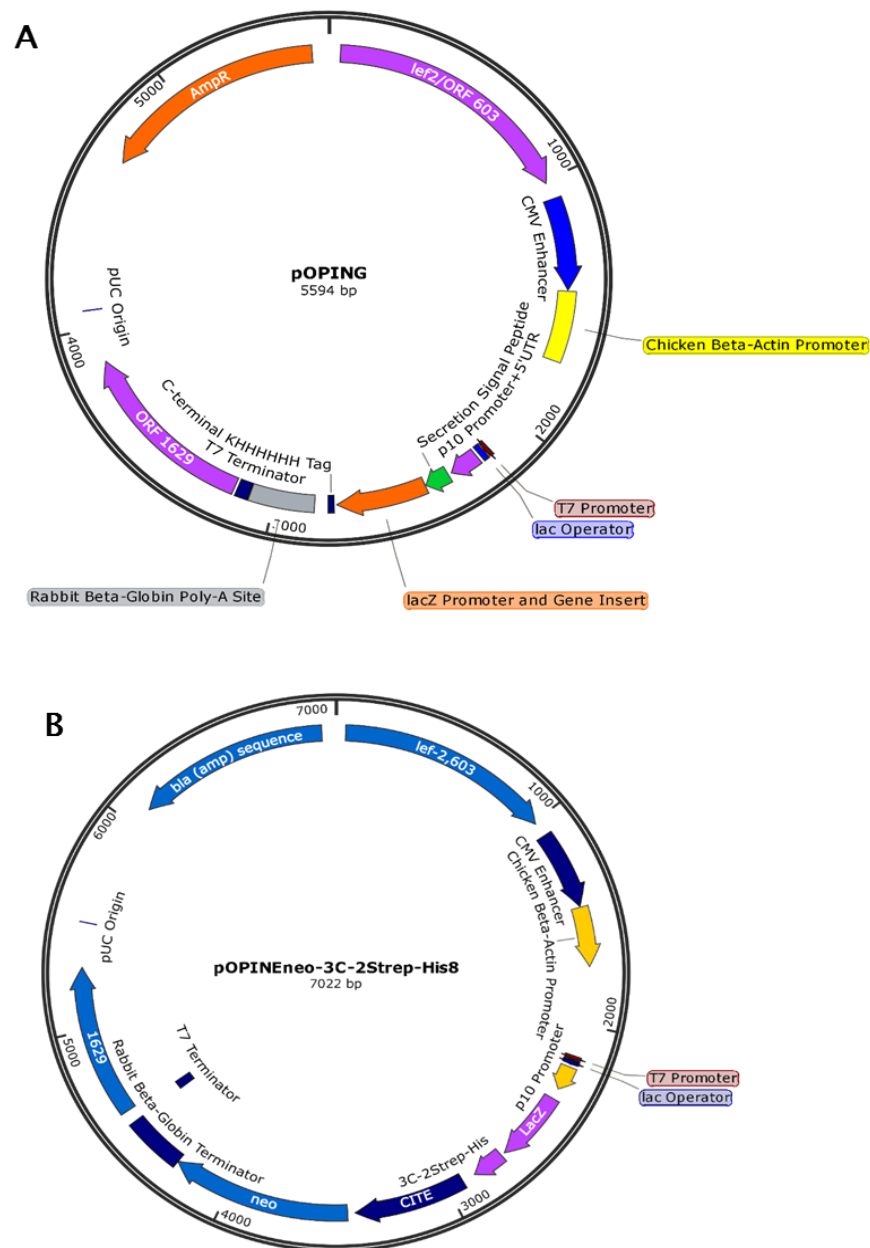 A
5000
AmpR
lef2/ORF 603
1000
CMV Enhancer
pOPING
5594 bp
Chicken Beta-Actin Promoter
pUC Origin
4000
Secretion Signal Peptide
p10 Promoter+5'UTR
2000
C-terminal KHHHHHH Tag
T7 Terminator
ORF 1629
T7 Promoter
lac Operator
Rabbit Beta-Globin Poly-A Site
lacZ Promoter and Gene Insert
B
7000
bla (amp) sequence
lef-2,603
1000
6000
CMV Enhancer
Chicken Beta-Actin Promoter
pUC Origin
pOPINEneo-3C-2Strep-His8
7022 bp
2000
5000
1629
T7 Terminator
p10 Promoter
T7 Promoter
lac Operator
Rabbit Beta-Globin Terminator
LacZ
3C-2Strep-His
CITE
neo
3000
4000